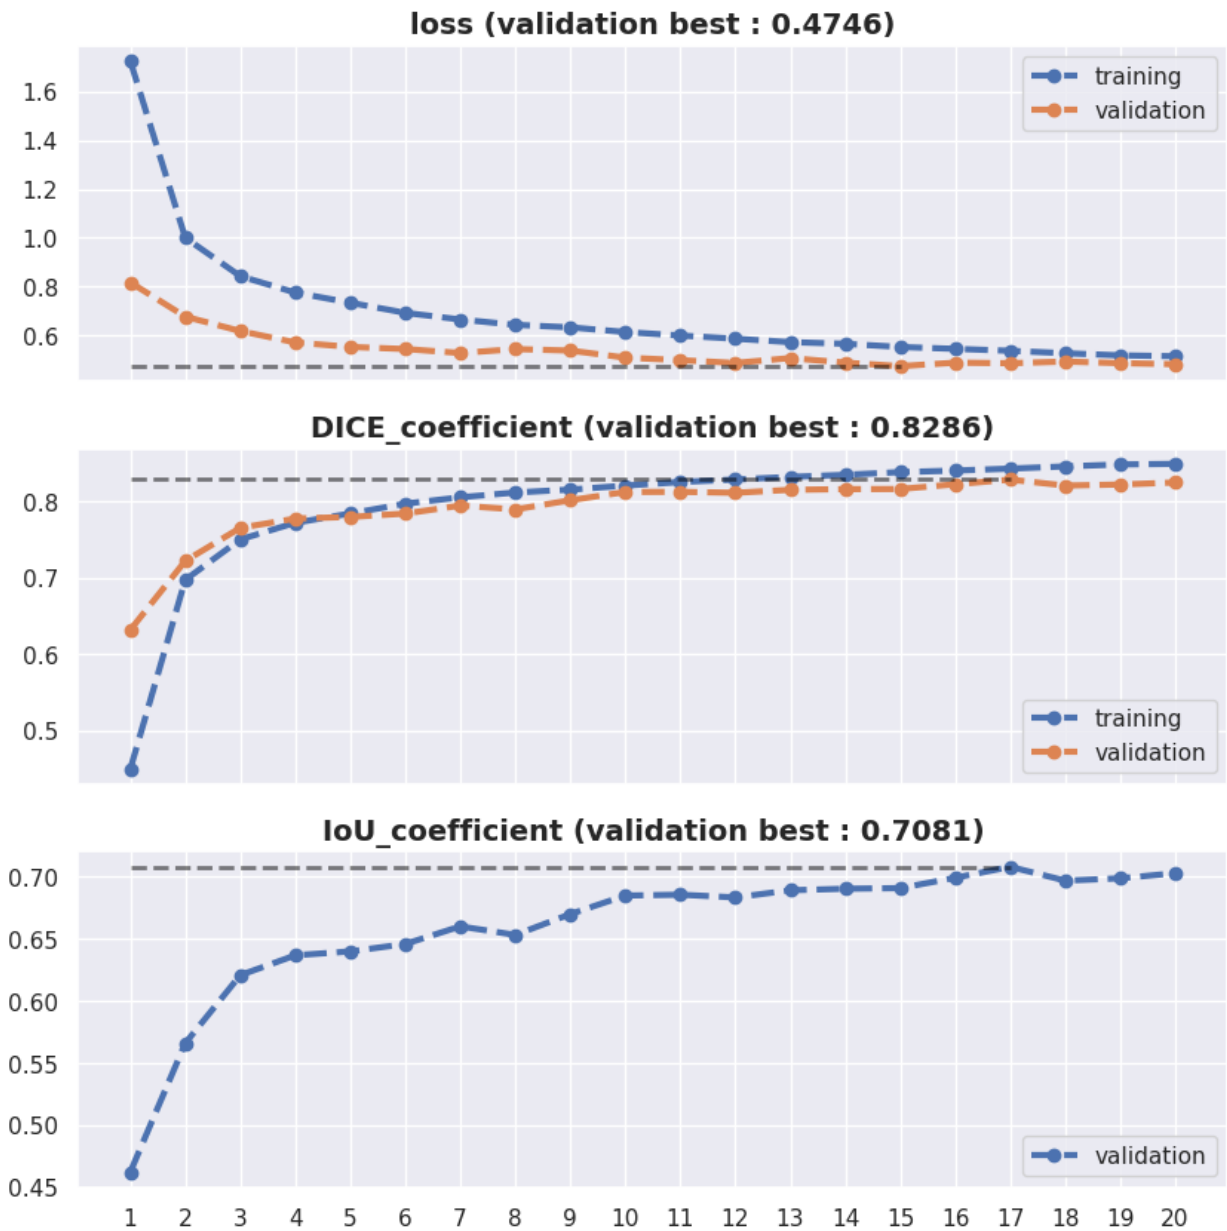 loss (validation best : 0.4746)
1.6
1.4
1.2
1.0
0.8
0.6
training
validation
DICE_coefficient (validation best : 0.8286)
0.8
0.7
0.6
0.5
training
validation
IoU_coefficient (validation best : 0.7081)
0.70
0.65
0.60
0.55
0.50
0.45
validation
1 2 3 4 5 6 7 8 9 10 11 12 13 14 15 16 17 18 19 20